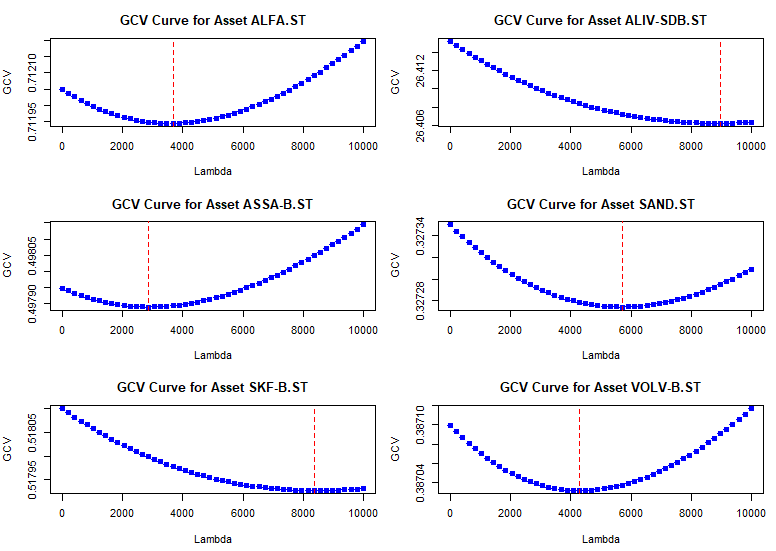 GCV Curve for Asset ALFA.ST
GCV
0.71195 0.71210
0 2000 4000 6000 8000 10000
Lambda
GCV Curve for Asset ALIV-SDB.ST
GCV
26.406 26.412
0 2000 4000 6000 8000 10000
Lambda
GCV Curve for Asset ASSA-B.ST
GCV
0.49790 0.49805
0 2000 4000 6000 8000 10000
Lambda
GCV Curve for Asset SAND.ST
GCV
0.32728 0.32734
0 2000 4000 6000 8000 10000
Lambda
GCV Curve for Asset SKF-B.ST
GCV
0.51795 0.51805
0 2000 4000 6000 8000 10000
Lambda
GCV Curve for Asset VOLV-B.ST
GCV
0.38704 0.38710
0 2000 4000 6000 8000 10000
Lambda